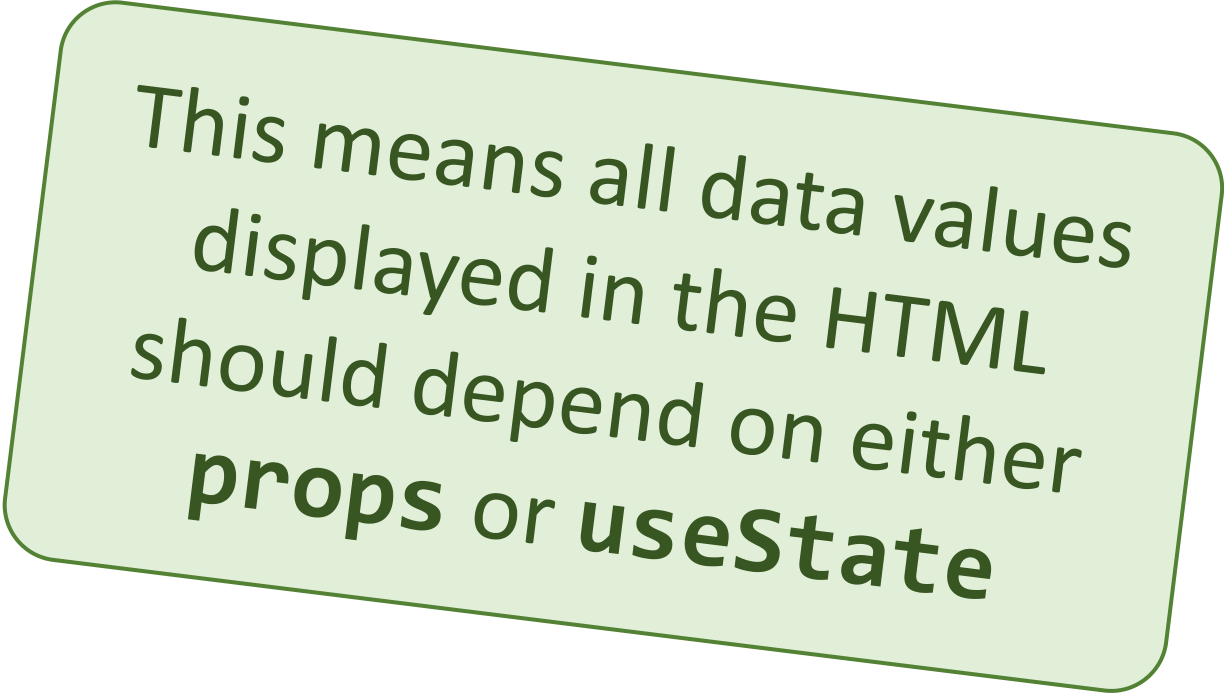 This means all data values
displayed in the HTML
should depend on either
props or useState